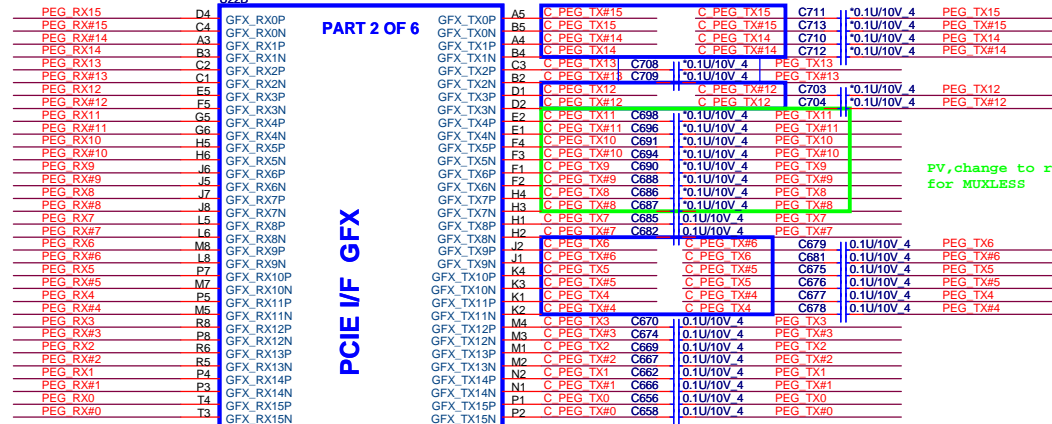 U22B
PEG_RX15 D4 GFX_RX0P PART 2 OF 6 GFX_TX0P A5 C_PEG_TX#15 C_PEG_TX15 C711 *0.1U/10V_4 PEG_TX15
PEG_RX#15 C4 GFX_RX0N GFX_TX0N B5 C_PEG_TX15 C_PEG_TX#15 C713 *0.1U/10V_4 PEG_TX#15
PEG_RX#14 A3 GFX_RX1P GFX_TX1P A4 C_PEG_TX#14 C_PEG_TX14 C710 *0.1U/10V_4 PEG_TX14
PEG_RX14 B3 GFX_RX1N GFX_TX1N B4 C_PEG_TX14 C_PEG_TX#14 C712 *0.1U/10V_4 PEG_TX#14
PEG_RX13 C2 GFX_RX2P GFX_TX2P C3 C_PEG_TX13 C708 *0.1U/10V_4 PEG_TX13
PEG_RX#13 C1 GFX_RX2N GFX_TX2N B2 C_PEG_TX#13 C709 *0.1U/10V_4 PEG_TX#13
PEG_RX12 E5 GFX_RX3P GFX_TX3P D1 C_PEG_TX12 C_PEG_TX#12 C703 *0.1U/10V_4 PEG_TX12
PEG_RX#12 F5 GFX_RX3N GFX_TX3N D2 C_PEG_TX#12 C_PEG_TX12 C704 *0.1U/10V_4 PEG_TX#12
PEG_RX11 G5 GFX_RX4P GFX_TX4P E2 C_PEG_TX11 C698 *0.1U/10V_4 PEG_TX11
PEG_RX#11 G6 GFX_RX4N GFX_TX4N E1 C_PEG_TX#11 C696 *0.1U/10V_4 PEG_TX#11
PEG_RX10 H5 GFX_RX5P GFX_TX5P F4 C_PEG_TX10 C691 *0.1U/10V_4 PEG_TX10
PEG_RX#10 H6 GFX_RX5N GFX_TX5N F3 C_PEG_TX#10 C694 *0.1U/10V_4 PEG_TX#10
PEG_RX9 J6 GFX_RX6P GFX_TX6P F1 C_PEG_TX9 C690 *0.1U/10V_4 PEG_TX9 PV,change to r
PEG_RX#9 J5 GFX_RX6N GFX_TX6N F2 C_PEG_TX#9 C688 *0.1U/10V_4 PEG_TX#9 for MUXLESS
PEG_RX8 J7 GFX_RX7P GFX_TX7P H4 C_PEG_TX8 C686 *0.1U/10V_4 PEG_TX8
PEG_RX#8 J8 GFX_RX7N GFX_TX7N H3 C_PEG_TX#8 C687 *0.1U/10V_4 PEG_TX#8
PEG_RX7 L5 GFX_RX8P GFX_TX8P H1 C_PEG_TX7 C685 0.1U/10V_4 PEG_TX7
PEG_RX#7 L6 GFX_RX8N GFX_TX8N H2 C_PEG_TX#7 C682 0.1U/10V_4 PEG_TX#7
PEG_RX6 M8 GFX_RX9P GFX_TX9P J2 C_PEG_TX6 C_PEG_TX#6 C679 0.1U/10V_4 PEG_TX6
PEG_RX#6 L8 GFX_RX9N GFX_TX9N J1 C_PEG_TX#6 C_PEG_TX6 C681 0.1U/10V_4 PEG_TX#6
PEG_RX5 P7 GFX_RX10P GFX_TX10P K4 C_PEG_TX5 C_PEG_TX#5 C675 0.1U/10V_4 PEG_TX5
PEG_RX#5 M7 GFX_RX10N GFX_TX10N K3 C_PEG_TX#5 C_PEG_TX5 C676 0.1U/10V_4 PEG_TX#5
PEG_RX4 P5 GFX_RX11P GFX_TX11P K1 C_PEG_TX4 C_PEG_TX#4 C677 0.1U/10V_4 PEG_TX4
PEG_RX#4 M5 GFX_RX11N GFX_TX11N K2 C_PEG_TX#4 C_PEG_TX4 C678 0.1U/10V_4 PEG_TX#4
PEG_RX3 R8 GFX_RX12P GFX_TX12P M4 C_PEG_TX3 C670 0.1U/10V_4 PEG_TX3
PEG_RX#3 P8 GFX_RX12N GFX_TX12N M3 C_PEG_TX#3 C674 0.1U/10V_4 PEG_TX#3
PEG_RX2 R6 GFX_RX13P GFX_TX13P M1 C_PEG_TX2 C669 0.1U/10V_4 PEG_TX2
PEG_RX#2 R5 GFX_RX13N GFX_TX13N M2 C_PEG_TX#2 C667 0.1U/10V_4 PEG_TX#2
PEG_RX1 P4 GFX_RX14P GFX_TX14P N2 C_PEG_TX1 C662 0.1U/10V_4 PEG_TX1
PEG_RX#1 P3 GFX_RX14N GFX_TX14N N1 C_PEG_TX#1 C666 0.1U/10V_4 PEG_TX#1
PEG_RX0 T4 GFX_RX15P GFX_TX15P P1 C_PEG_TX0 C656 0.1U/10V_4 PEG_TX0
PEG_RX#0 T3 GFX_RX15N GFX_TX15N P2 C_PEG_TX#0 C658 0.1U/10V_4 PEG_TX#0
PCIE I/F GFX